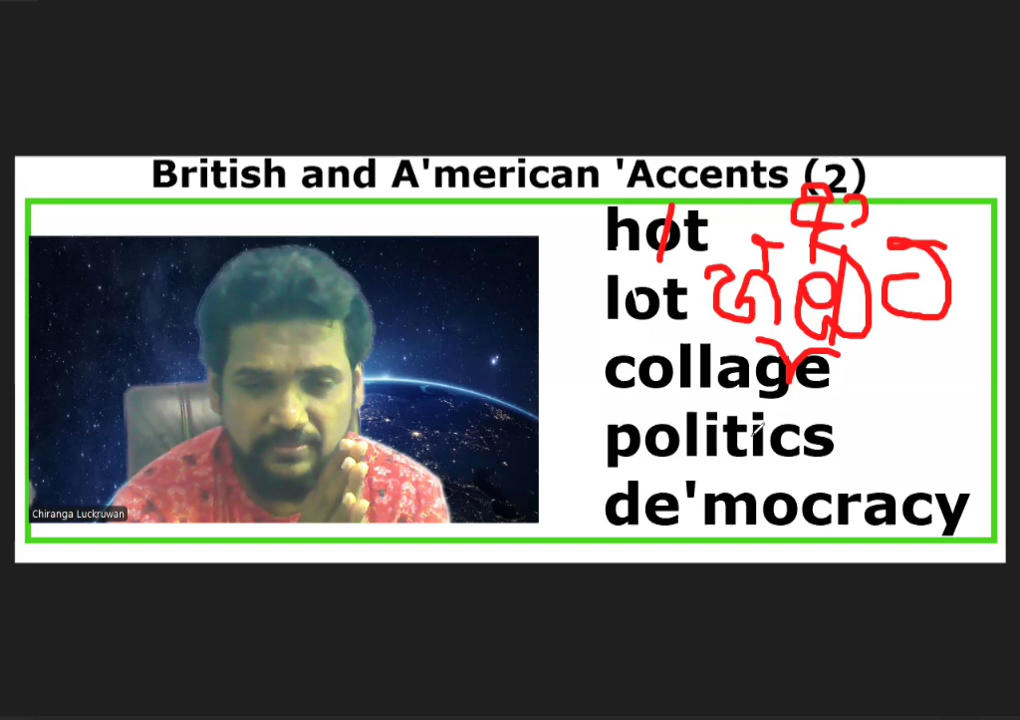 British and A'merican 'Accents (2)
hot
lot
collage
politics
de'mocracy
Chiranga Luckruwan